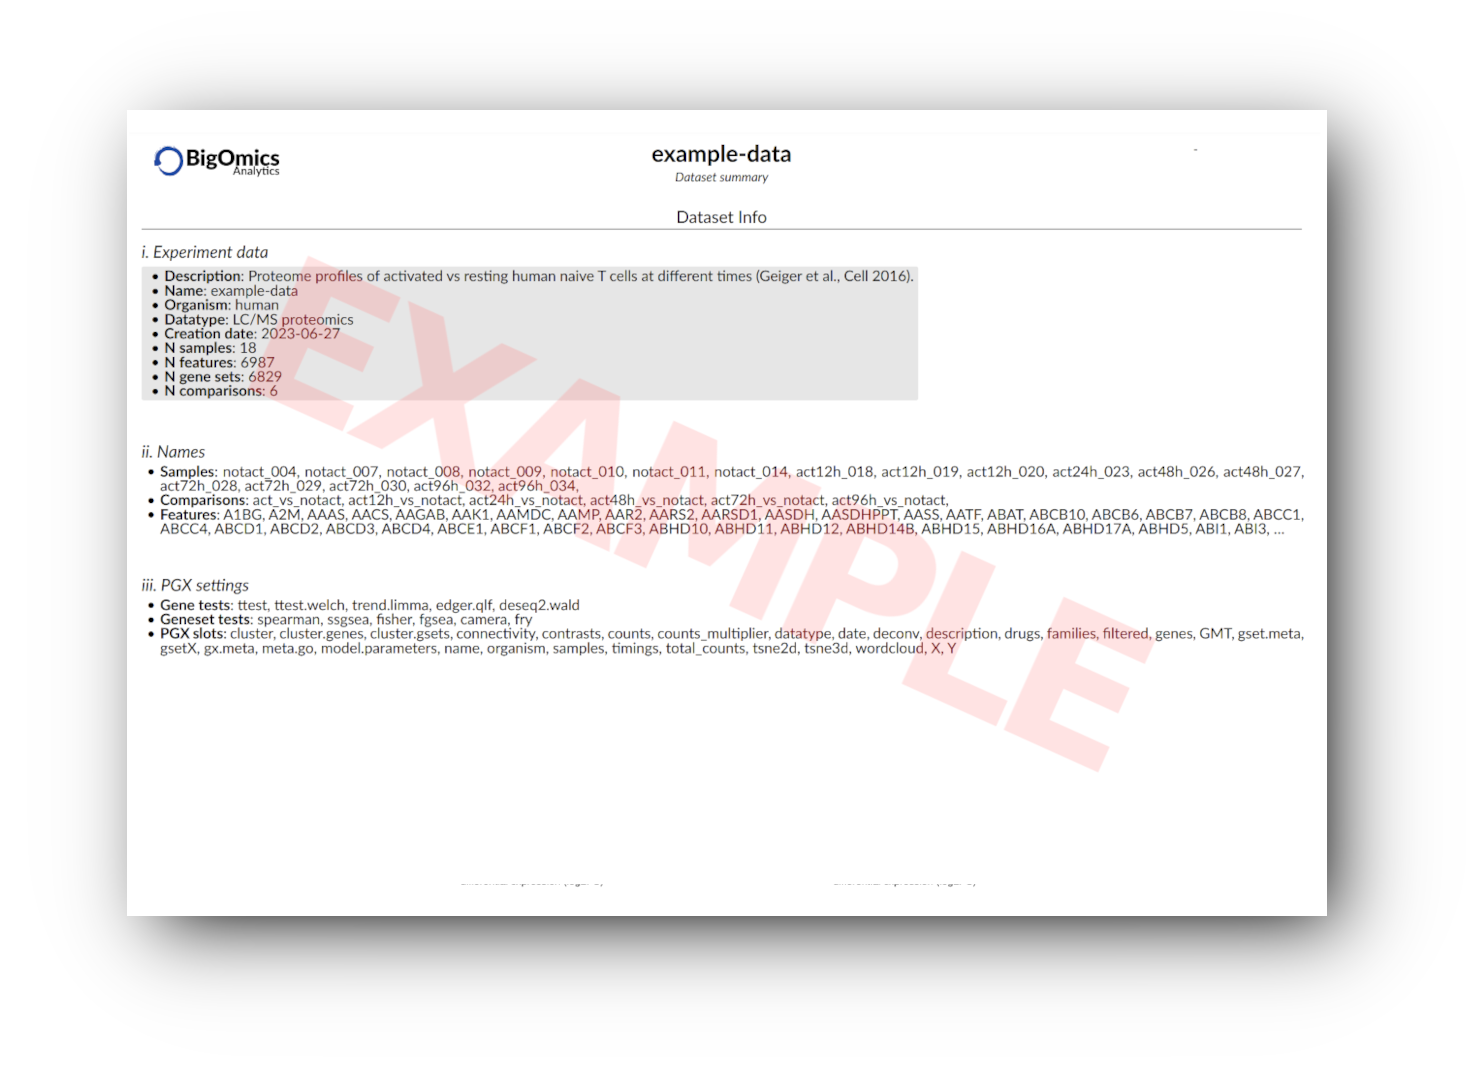 BigOmics
Analytics
example-data
Dataset summary
-
Dataset Info
i. Experiment data
• Description: Proteome profiles of activated vs resting human naive T cells at different times (Geiger et al., Cell 2016).
• Name: example-data
• Organism: human
• Datatype: LC/MS proteomics
• Creation date: 2023-06-27
• N samples: 18
• N features: 6987
• N gene sets: 6829
• N comparisons: 6
ii. Names
• Samples: notact_004, notact_007, notact_008, notact_009, notact_010, notact_011, notact_014, act12h_018, act12h_019, act12h_020, act24h_023, act48h_026, act48h_027,
act72h_028, act72h_029, act72h_030, act96h_032, act96h_034,
• Comparisons: act_vs_notact, act12h_vs_notact, act24h_vs_notact, act48h_vs_notact, act72h_vs_notact, act96h_vs_notact,
• Features: A1BG, A2M, AAAS, AACS, AAGAB, AAK1, AAMDC, AAMP, AAR2, AARS2, AARSD1, AASDH, AASDHPPT, AASS, AATF, ABAT, ABCB10, ABCB6, ABCB7, ABCB8, ABCC1,
ABCC4, ABCD1, ABCD2, ABCD3, ABCD4, ABCE1, ABCF1, ABCF2, ABCF3, ABHD10, ABHD11, ABHD12, ABHD14B, ABHD15, ABHD16A, ABHD17A, ABHD5, ABI1, ABI3, ...
iii. PGX settings
• Gene tests: ttest, ttest.welch, trend.limma, edger.qlf, deseq2.wald
• Geneset tests: spearman, ssgsea, fisher, fgsea, camera, fry
• PGX slots: cluster, cluster.genes, cluster.gsets, connectivity, contrasts, counts, counts_multiplier, datatype, date, deconv, description, drugs, families, filtered, genes, GMT, gset.meta,
gsetX, gx.meta, meta.go, model.parameters, name, organism, samples, timings, total_counts, tsne2d, tsne3d, wordcloud, X, Y
EXAMPLE